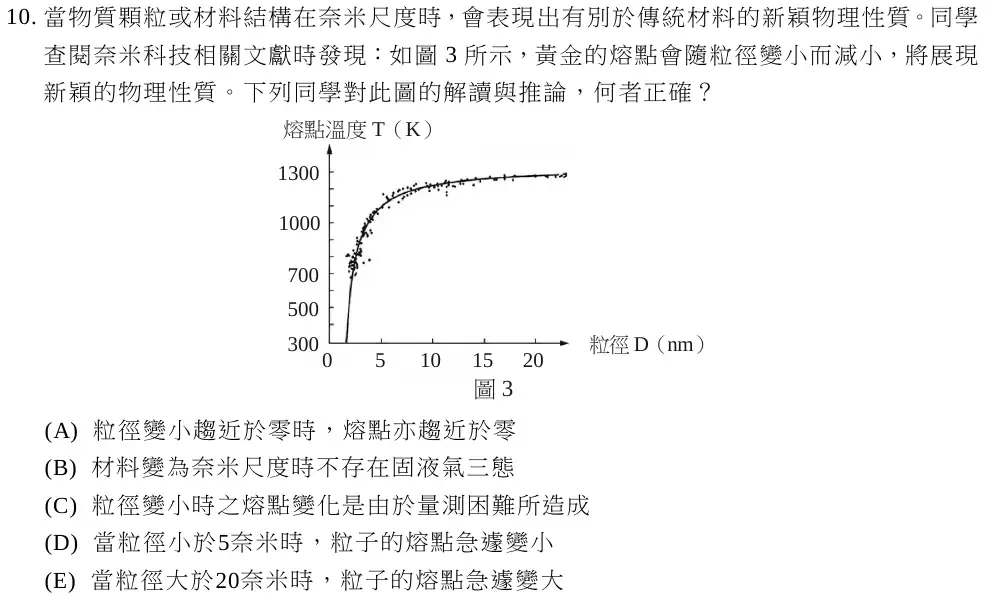 10. 當物質顆粒或材料結構在奈米尺度時，會表現出有別於傳統材料的新穎物理性質。同學
查閱奈米科技相關文獻時發現：如圖 3 所示，黃金的熔點會隨粒徑變小而減小，將展現
新穎的物理性質。下列同學對此圖的解讀與推論，何者正確？
熔點溫度 T（K）
1300
1000
700
500
300
0 5 10 15 20
粒徑 D（nm）
圖 3
(A) 粒徑變小趨近於零時，熔點亦趨近於零
(B) 材料變為奈米尺度時不存在固液氣三態
(C) 粒徑變小時之熔點變化是由於量測困難所造成
(D) 當粒徑小於5奈米時，粒子的熔點急遽變小
(E) 當粒徑大於20奈米時，粒子的熔點急遽變大